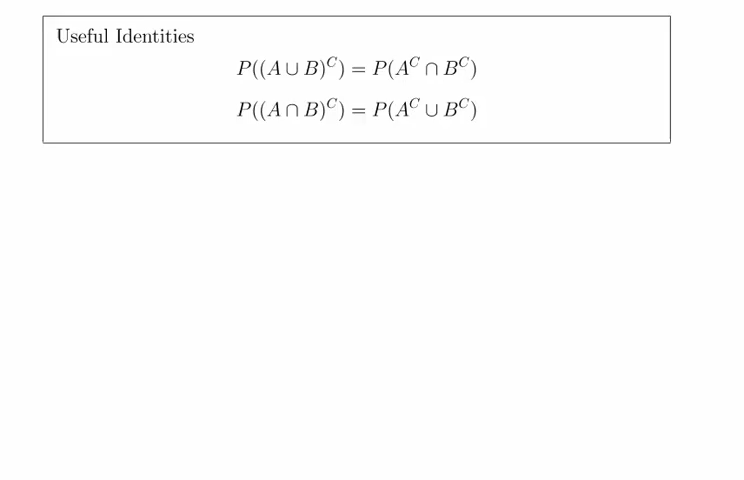 Useful Identities
P((A ∪ B)^C) = P(A^C ∩ B^C)
P((A ∩ B)^C) = P(A^C ∪ B^C)